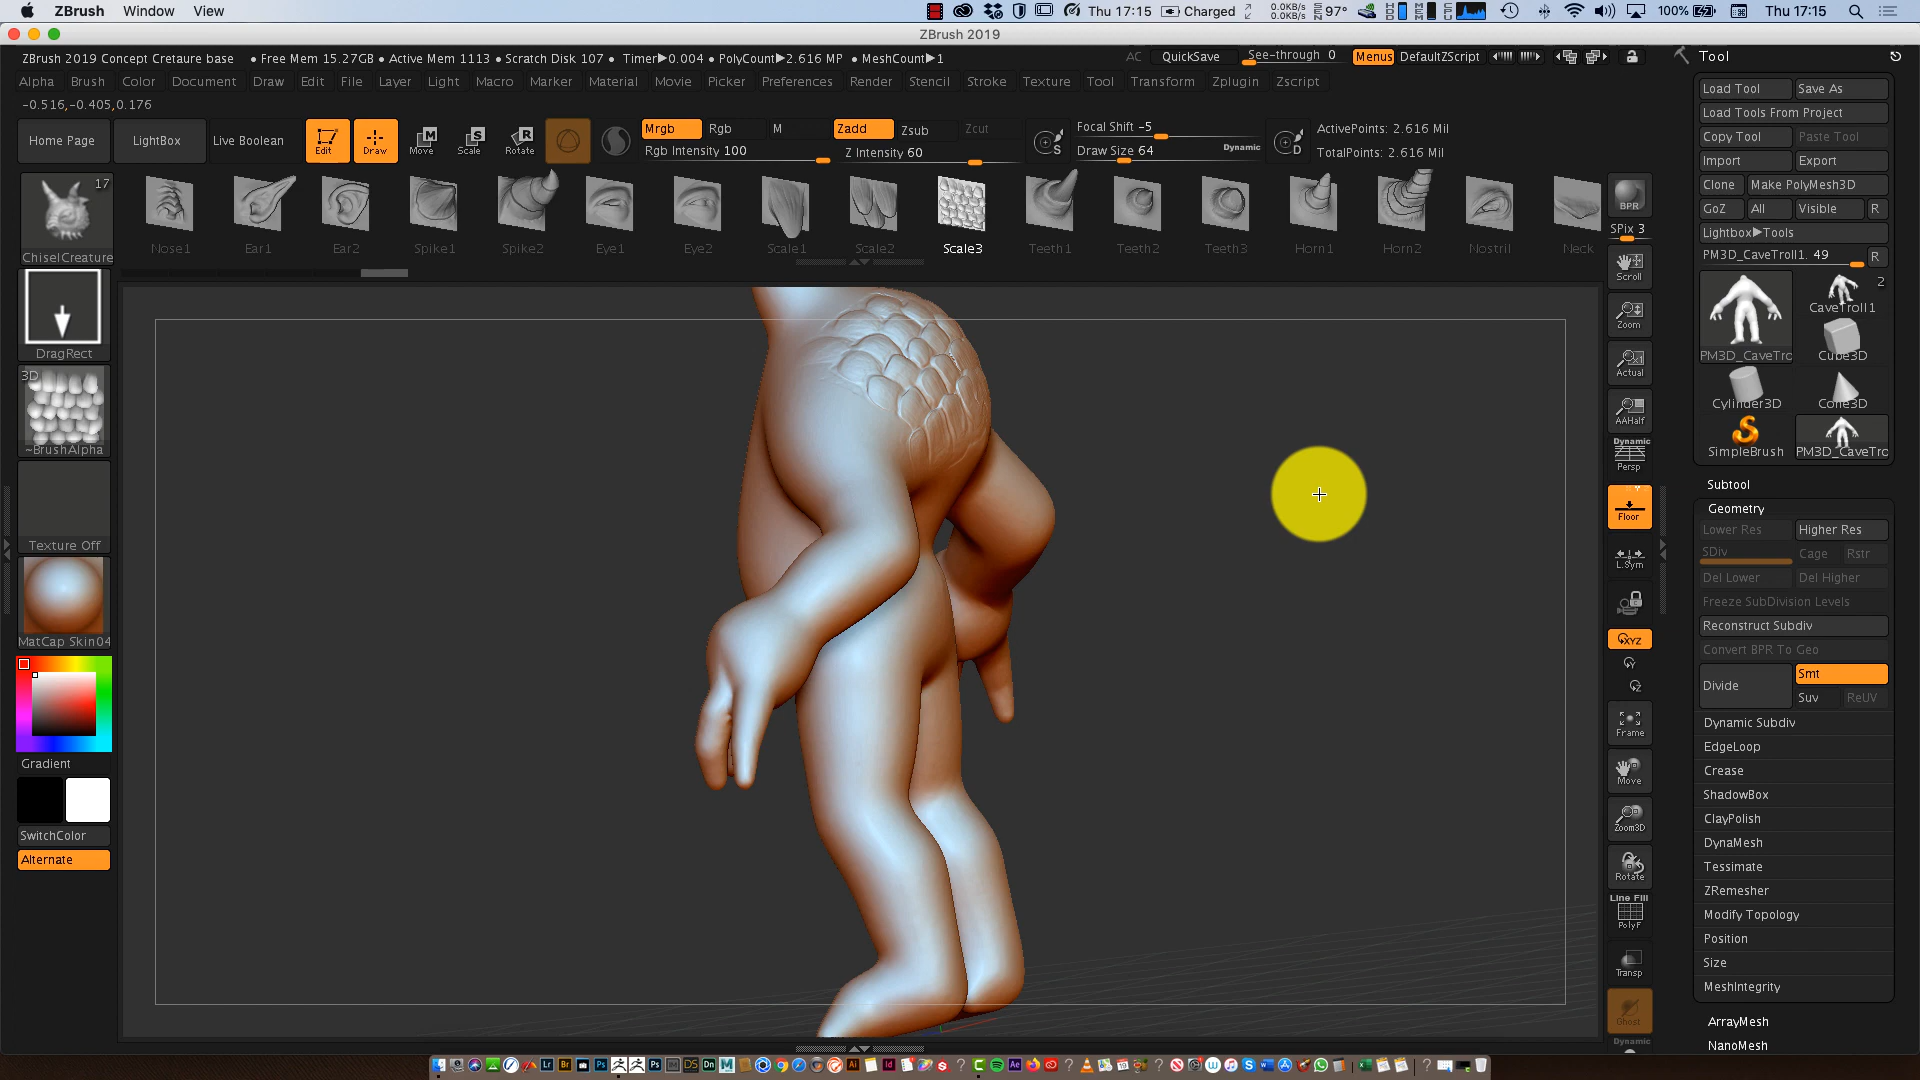 ZBrush Window View
0.0KB/s 0.0KB/s 97° Thu 17:15 Charged 0.0KB/s 0.0KB/s 97° 100% Thu 17:15
ZBrush 2019
ZBrush 2019 Concept Cretaure base • Free Mem 15.27GB • Active Mem 1113 • Scratch Disk 107 • Timer▶0.004 • PolyCount▶2.616 MP • MeshCount▶1
AC QuickSave See-through 0 Menus DefaultZScript
Alpha Brush Color Document Draw Edit File Layer Light Macro Marker Material Movie Picker Preferences Render Stencil Stroke Texture Tool Transform Zplugin Zscript
-0.516,-0.405,0.176
Home Page LightBox Live Boolean Edit Draw Move Scale Rotate
Mrgb Rgb M Zadd Zsub Zcut
Rgb Intensity 100 Z Intensity 60
Focal Shift -5 ActivePoints: 2.616 Mil
Draw Size 64 Dynamic TotalPoints: 2.616 Mil
17
ChiselCreature
Nose1 Ear1 Ear2 Spike1 Spike2 Eye1 Eye2 Scale1 Scale2 Scale3 Teeth1 Teeth2 Teeth3 Horn1 Horn2 Nostril Neck
DragRect
3D
~BrushAlpha
Texture Off
MatCap Skin04
Gradient
SwitchColor
Alternate
BPR
SPix 3
Scroll
Zoom
Actual
AAHalf
Dynamic
Persp
Floor
L.Sym
XYZ
Y
Z
Frame
Move
Zoom3D
Rotate
Line Fill
PolyF
Transp
Ghost
Dynamic
Tool
Load Tool Save As
Load Tools From Project
Copy Tool Paste Tool
Import Export
Clone Make PolyMesh3D
GoZ All Visible R
Lightbox▶Tools
PM3D_CaveTroll1. 49 R
2
CaveTroll1
PM3D_CaveTro Cube3D
Cylinder3D Cone3D
SimpleBrush PM3D_CaveTro
Subtool
Geometry
Lower Res Higher Res
SDiv Cage Rstr
Del Lower Del Higher
Freeze SubDivision Levels
Reconstruct Subdiv
Convert BPR To Geo
Divide Smt
Suv ReUV
Dynamic Subdiv
EdgeLoop
Crease
ShadowBox
ClayPolish
DynaMesh
Tessimate
ZRemesher
Modify Topology
Position
Size
MeshIntegrity
ArrayMesh
NanoMesh